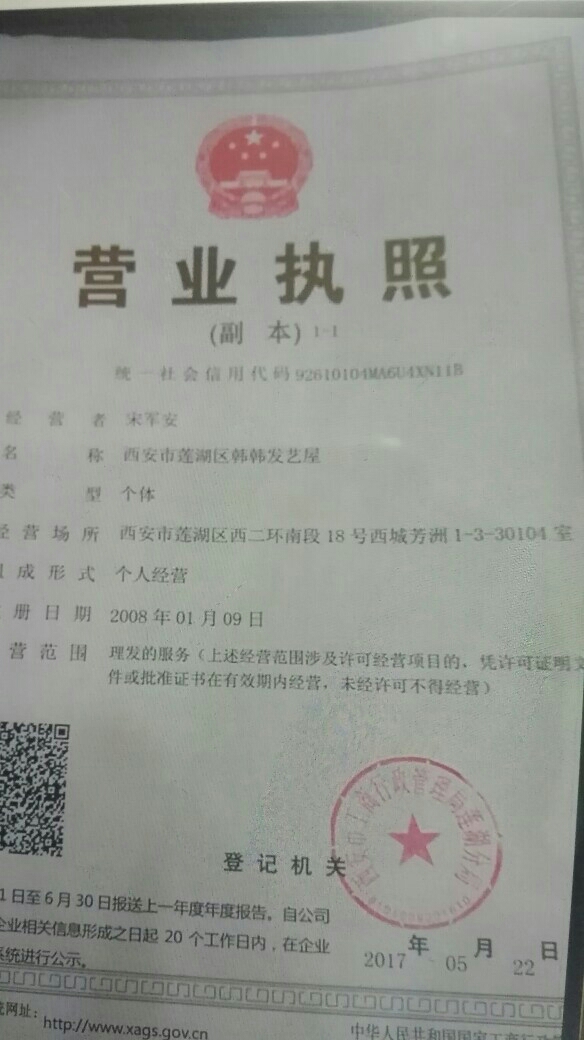 营业执照
(副 本) 1-1
统一社会信用代码 92610104MA6U4XN11B
经营者 宋军安
名称 西安市莲湖区韩韩发艺屋
类型 个体
经营场所 西安市莲湖区西二环南段18号西城芳洲1-3-30104室
组成形式 个人经营
册日期 2008年01月09日
营范围 理发的服务(上述经营范围涉及许可经营项目的,凭许可证明文
件或批准证书在有效期内经营,未经许可不得经营)
西安市工商行政管理局莲湖分局
登记机关
1日至6月30日报送上一年度年度报告。自公司
企业相关信息形成之日起20个工作日内,在企业
系统进行公示。
2017年05月22日
网址: http://www.xags.gov.cn
中华人民共和国国家工商行政